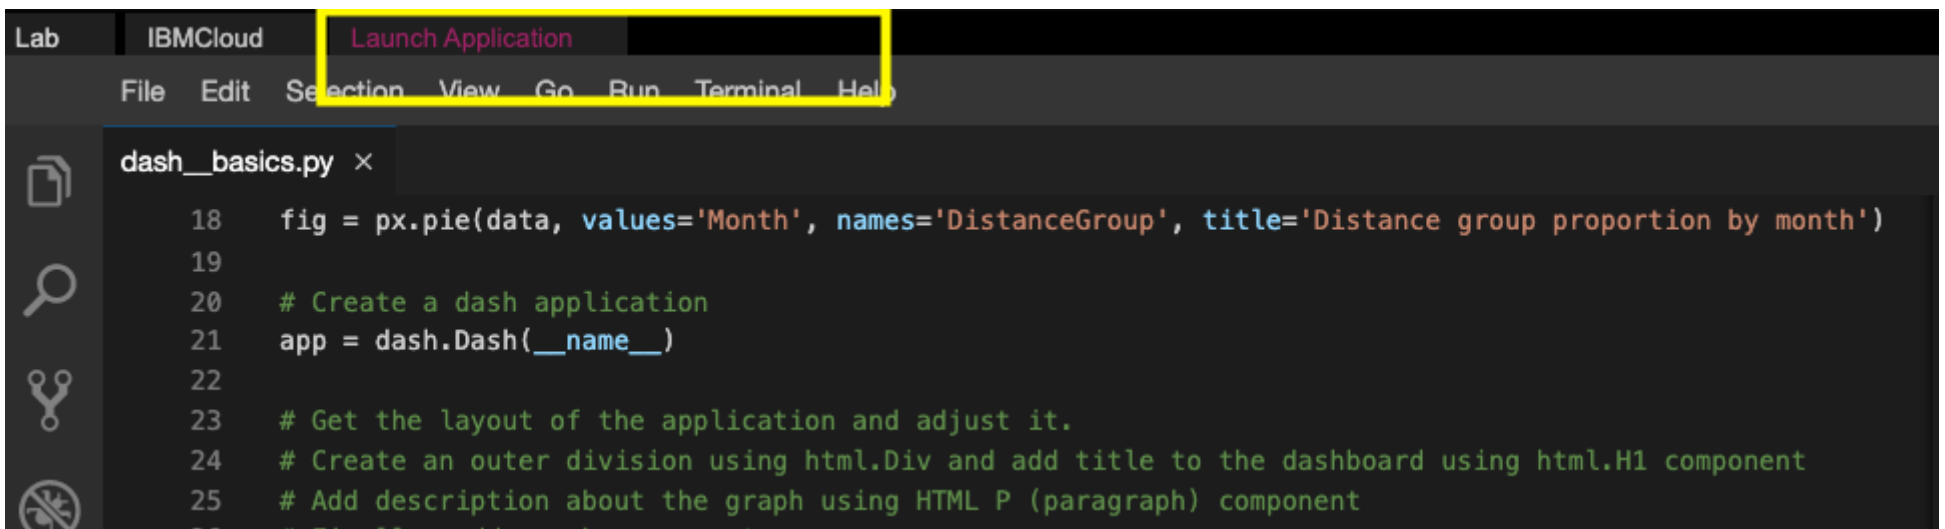 Lab IBMCloud Launch Application
File Edit Selection View Go Run Terminal Help
dash__basics.py ×
18 fig = px.pie(data, values='Month', names='DistanceGroup', title='Distance group proportion by month')
19
20 # Create a dash application
21 app = dash.Dash(__name__)
22
23 # Get the layout of the application and adjust it.
24 # Create an outer division using html.Div and add title to the dashboard using html.H1 component
25 # Add description about the graph using HTML P (paragraph) component